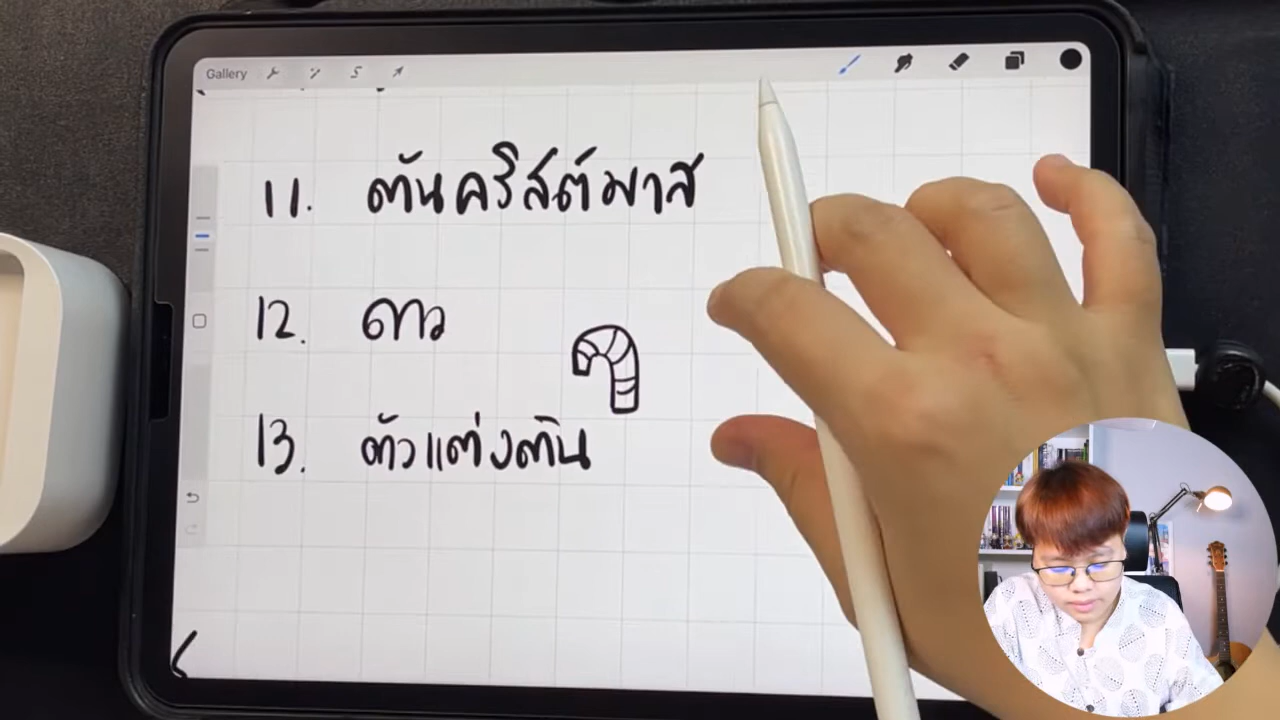 Gallery
11. ต้นคริสต์มาส
12. ดาว
13. ตัวแต่งต้น